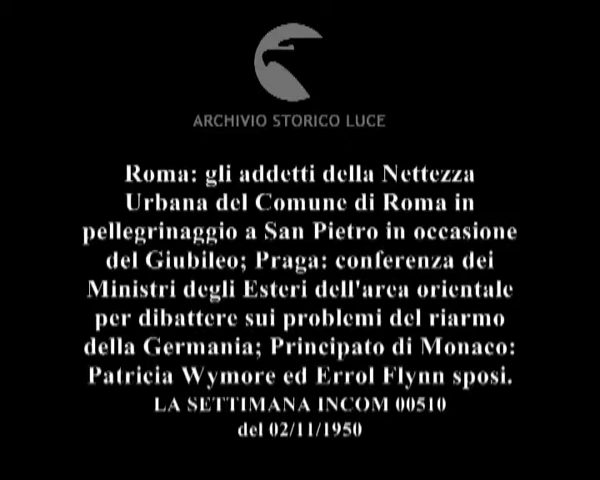 ARCHIVIO STORICO LUCE
Roma: gli addetti della Nettezza
Urbana del Comune di Roma in
pellegrinaggio a San Pietro in occasione
del Giubileo; Praga: conferenza dei
Ministri degli Esteri dell'area orientale
per dibattere sui problemi del riarmo
della Germania; Principato di Monaco:
Patricia Wymore ed Errol Flynn sposi.
LA SETTIMANA INCOM 00510
del 02/11/1950